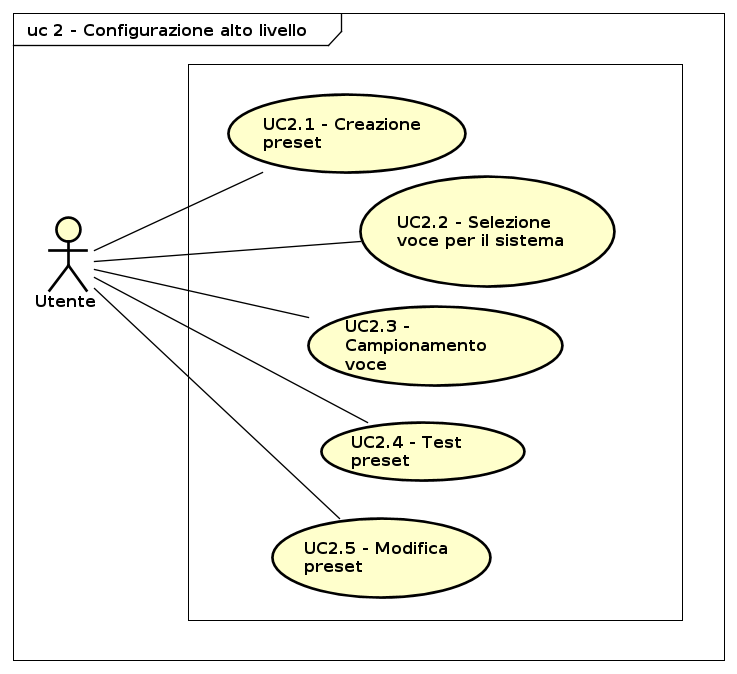 uc 2 - Configurazione alto livello
UC2.1 - Creazione
preset
UC2.2 - Selezione
voce per il sistema
Utente
UC2.3 -
Campionamento
voce
UC2.4 - Test
preset
UC2.5 - Modifica
preset